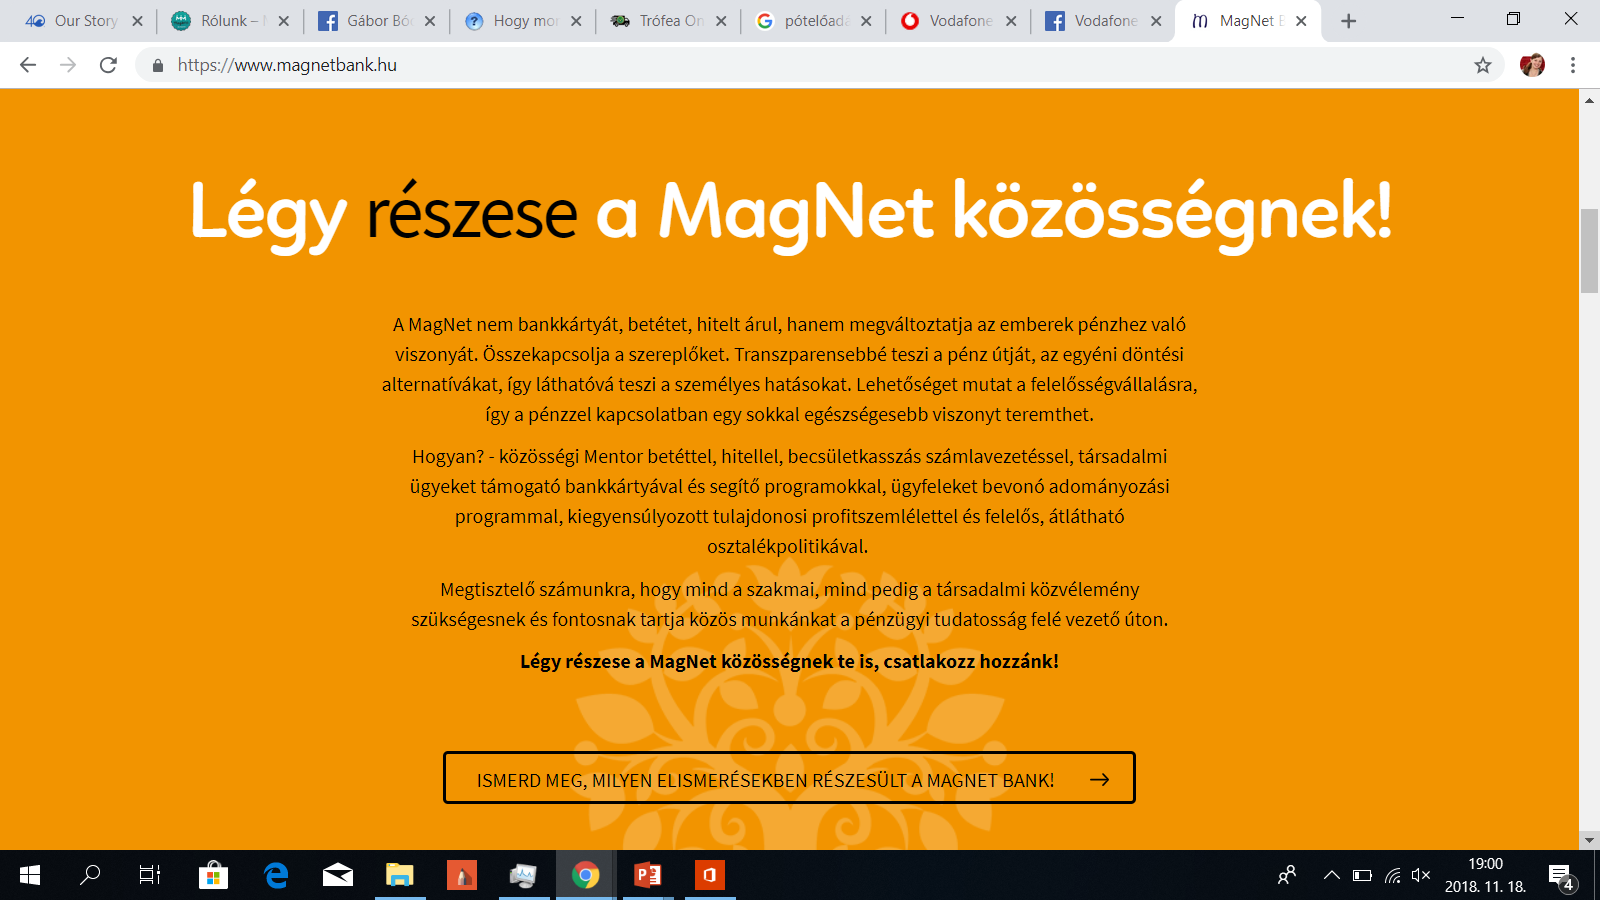 Our Story
Rólunk –
Gábor Bó
Hogy mo
Trófea On
pótelőad
Vodafone
Vodafone
MagNet B
https://www.magnetbank.hu
Légy részese a MagNet közösségnek!
A MagNet nem bankkártyát, betétet, hitelt árul, hanem megváltoztatja az emberek pénzhez való
viszonyát. Összekapcsolja a szereplőket. Transzparensebbé teszi a pénz útját, az egyéni döntési
alternatívákat, így láthatóvá teszi a személyes hatásokat. Lehetőséget mutat a felelősségvállalásra,
így a pénzzel kapcsolatban egy sokkal egészségesebb viszonyt teremthet.
Hogyan? - közösségi Mentor betéttel, hitellel, becsületkasszás számlavezetéssel, társadalmi
ügyeket támogató bankkártyával és segítő programokkal, ügyfeleket bevonó adományozási
programmal, kiegyensúlyozott tulajdonosi profitszemlélettel és felelős, átlátható
osztalékpolitikával.
Megtisztelő számunkra, hogy mind a szakmai, mind pedig a társadalmi közvélemény
szükségesnek és fontosnak tartja közös munkánkat a pénzügyi tudatosság felé vezető úton.
Légy részese a MagNet közösségnek te is, csatlakozz hozzánk!
ISMERD MEG, MILYEN ELISMERÉSEKBEN RÉSZESÜLT A MAGNET BANK!
19:00
2018. 11. 18.
4